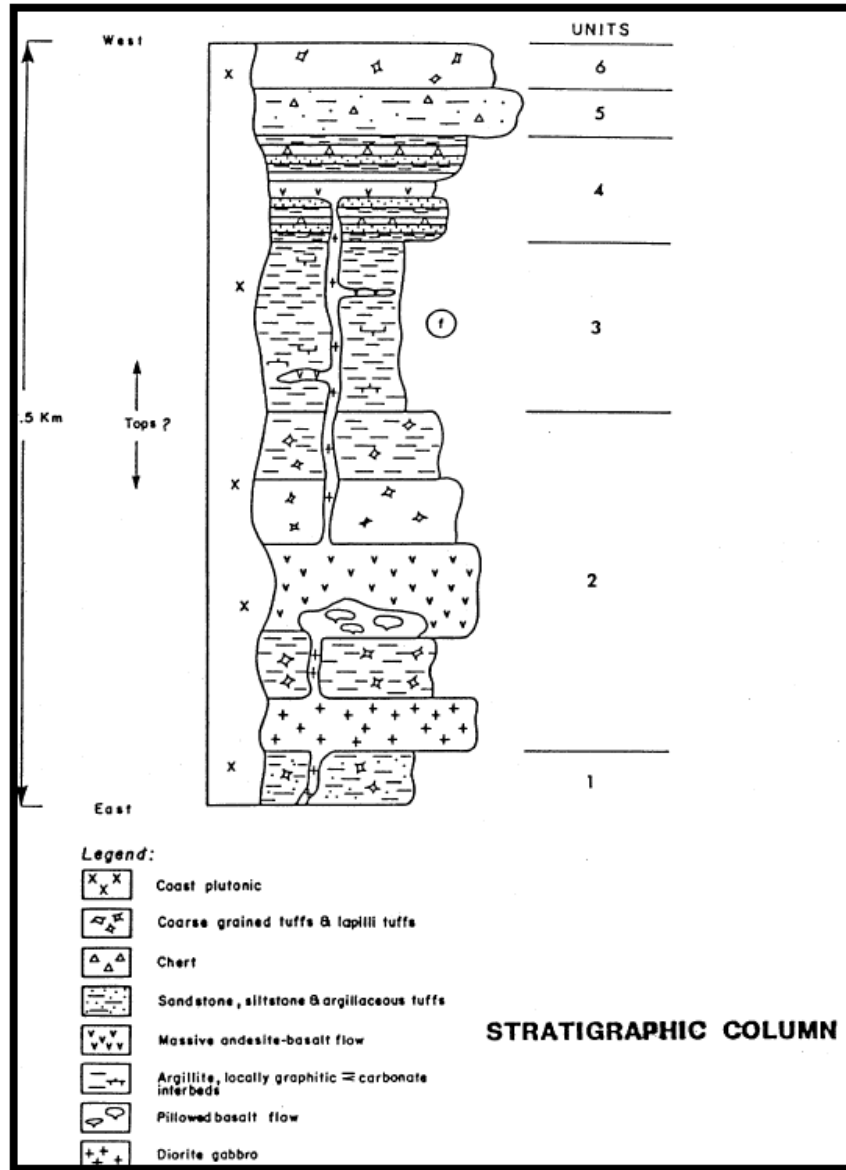 West
UNITS
6
5
4
3
f
.5 Km
Tops ?
2
1
East
Legend:
Coast plutonic
Coarse grained tuffs & lapilli tuffs
Chert
Sandstone, siltstone & argillaceous tuffs
Massive andesite-basalt flow
STRATIGRAPHIC COLUMN
Argillite, locally graphitic = carbonate
interbeds
Pillowed basalt flow
Diorite gabbro